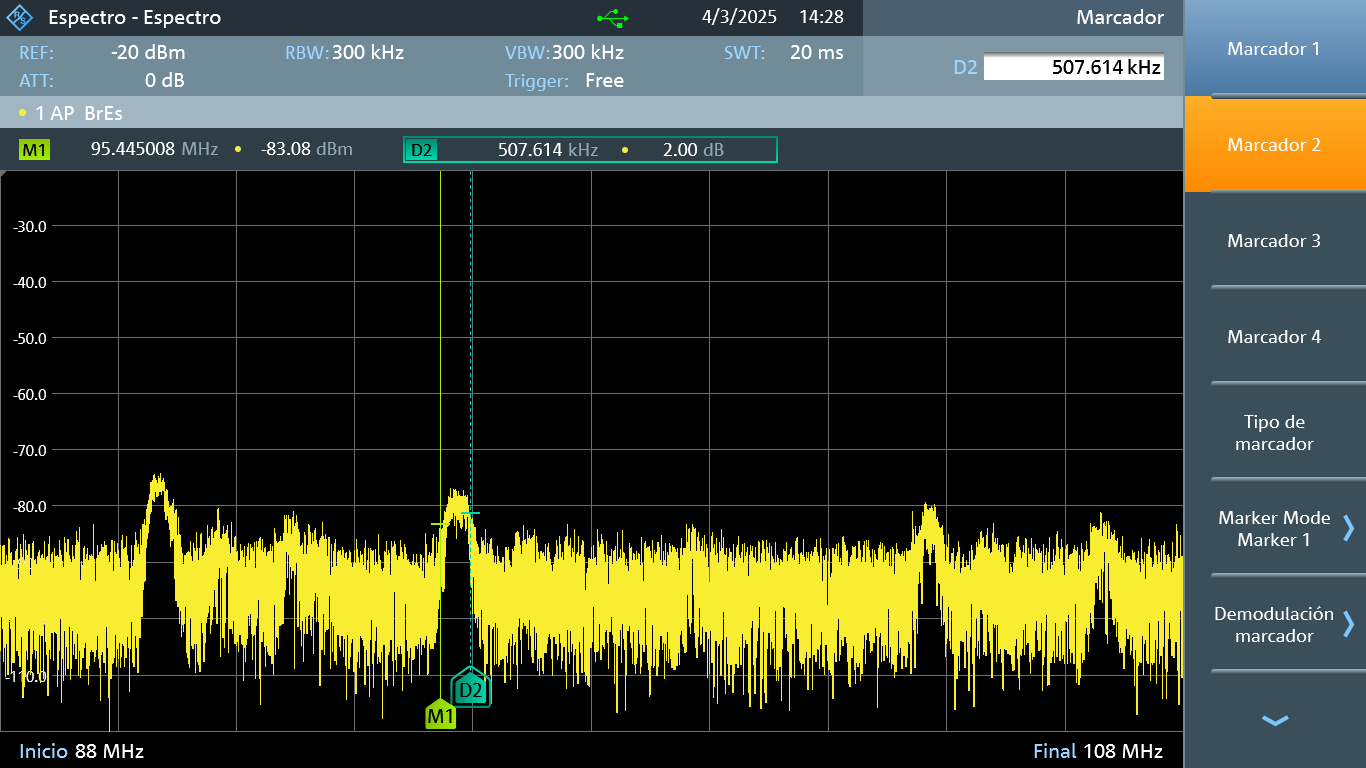 Espectro - Espectro 4/3/2025 14:28 Marcador
REF: -20 dBm RBW: 300 kHz VBW: 300 kHz SWT: 20 ms
D2 507.614 kHz
ATT: 0 dB Trigger: Free
1 AP BrEs
M1 95.445008 MHz • -83.08 dBm D2 507.614 kHz • 2.00 dB
-30.0
-40.0
-50.0
-60.0
-70.0
-80.0
-110.0
D2
M1
Inicio 88 MHz Final 108 MHz
Marcador 1
Marcador 2
Marcador 3
Marcador 4
Tipo de
marcador
Marker Mode
Marker 1
Demodulación
marcador